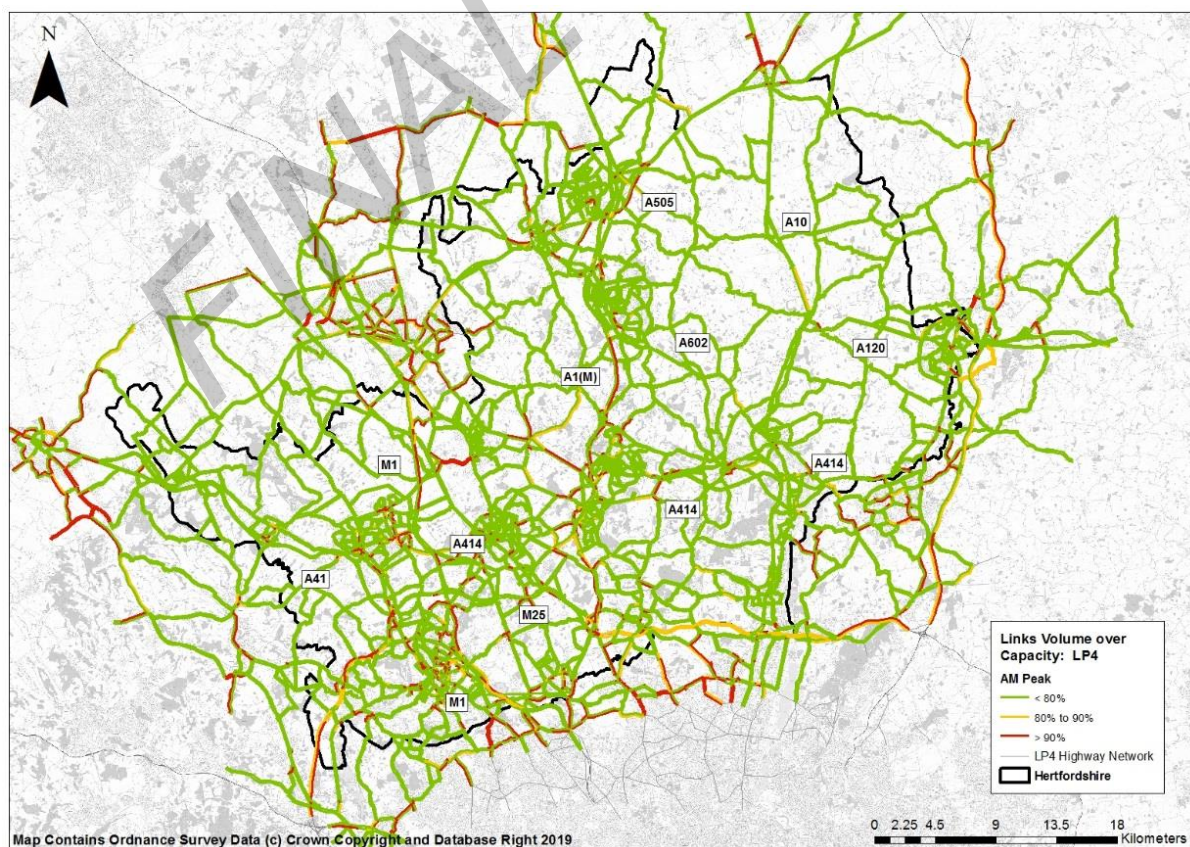 N
FINAL
A505
A10
A602
A120
A1(M)
M1
A414
A414
A414
A41
M25
M1
Links Volume over
Capacity: LP4
AM Peak
< 80%
80% to 90%
> 90%
LP4 Highway Network
Hertfordshire
0 2.25 4.5 9 13.5 18
Kilometers
Map Contains Ordnance Survey Data (c) Crown Copyright and Database Right 2019